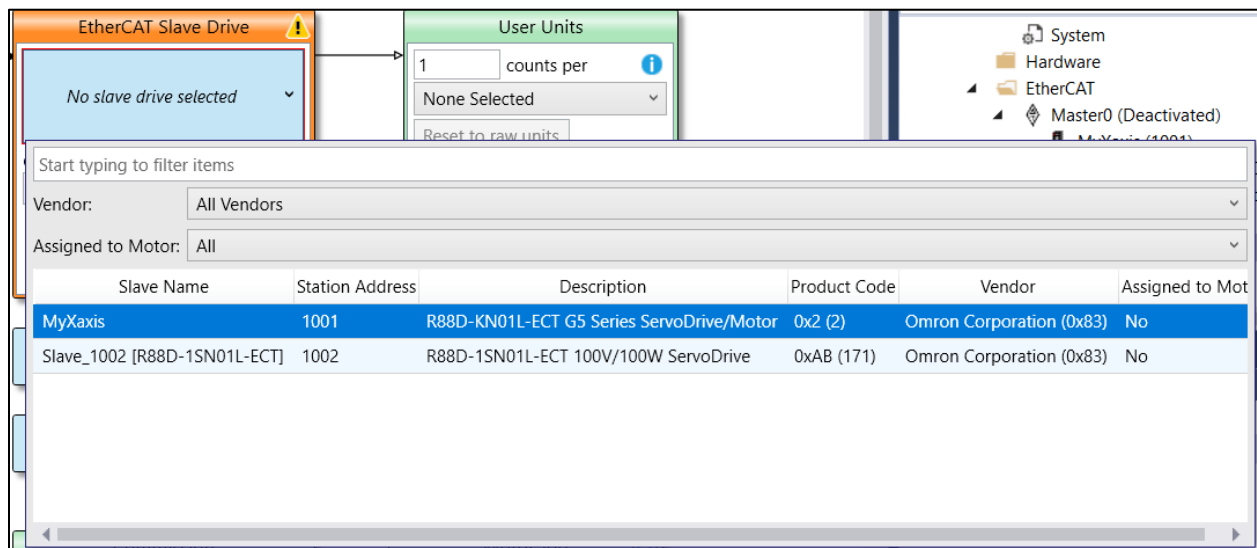 EtherCAT Slave Drive
User Units
No slave drive selected
1 counts per
None Selected
Reset to raw units
System
Hardware
EtherCAT
Master0 (Deactivated)
MyXaxis (1001)
Start typing to filter items
Vendor: All Vendors
Assigned to Motor: All
Slave Name Station Address Description Product Code Vendor Assigned to Mot
MyXaxis 1001 R88D-KN01L-ECT G5 Series ServoDrive/Motor 0x2 (2) Omron Corporation (0x83) No
Slave_1002 [R88D-1SN01L-ECT] 1002 R88D-1SN01L-ECT 100V/100W ServoDrive 0xAB (171) Omron Corporation (0x83) No